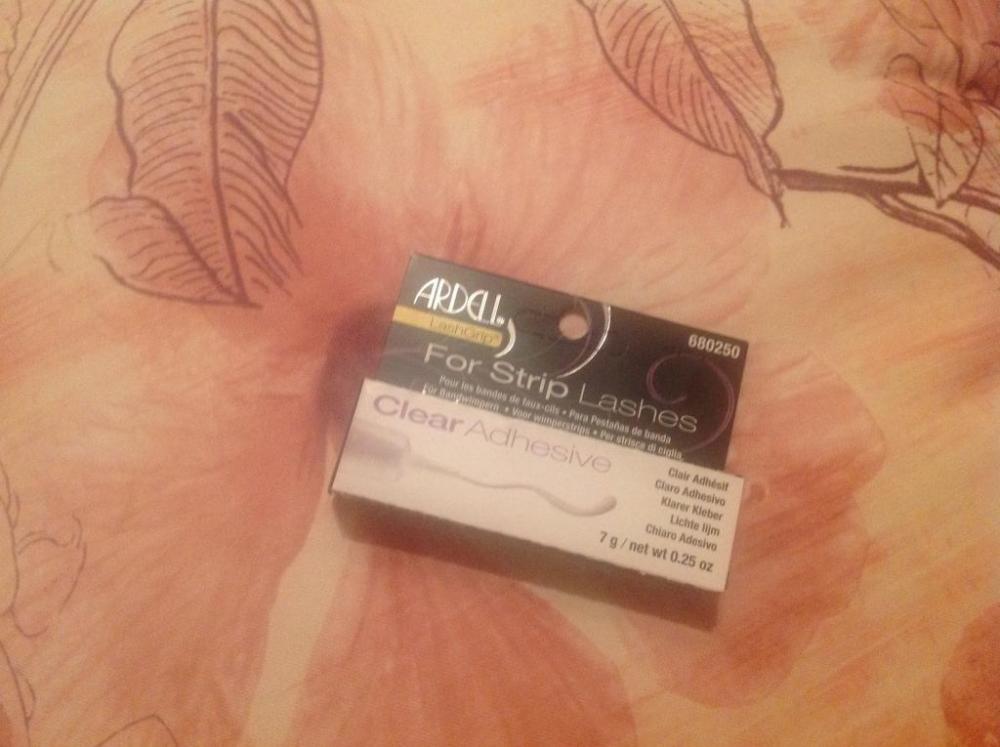 ARDELL
LashGrip®
680250
For Strip Lashes
Pour les bandes de faux-cils • Para Pestañas de banda
Für Bandwimpern • Voor wimperstrips • Per strisce di ciglia
Clear Adhesive
Clair Adhésif
Claro Adhesivo
Klarer Kleber
Lichte lijm
Chiaro Adesivo
7 g / net wt 0.25 oz